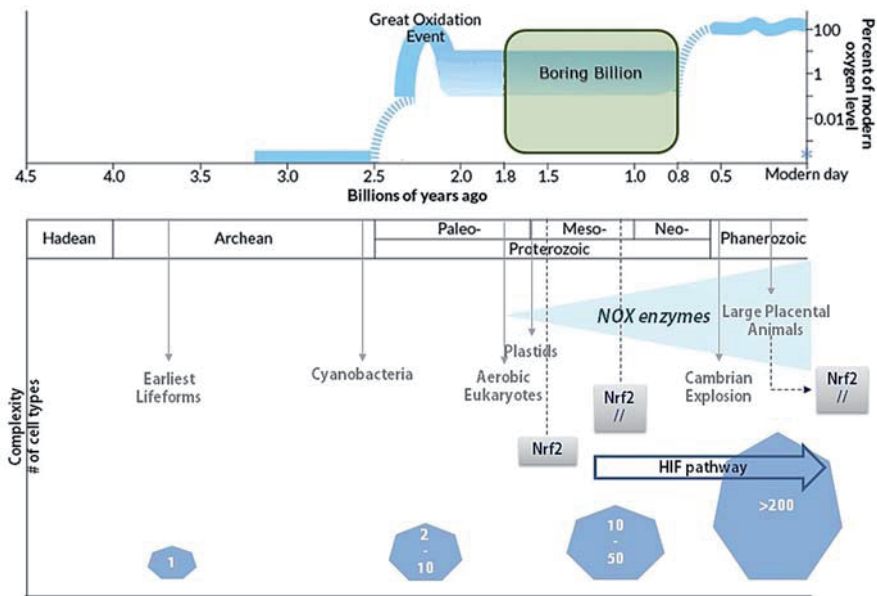 Great Oxidation
Event
Boring Billion
100
1
0.01
Percent of modern
oxygen level
4.5
4.0
3.0
2.5
2.0
1.8
1.5
1.0
0.8
0.5
Modern day
Billions of years ago
Hadean
Archean
Paleo-
Meso-
Neo-
Proterozoic
Phanerozoic
NOX enzymes
Large Placental
Animals
Plastids
Earliest
Lifeforms
Cyanobacteria
Aerobic
Eukaryotes
Cambrian
Explosion
Nrf2
//
Nrf2
//
Nrf2
HIF pathway
Complexity
# of cell types
1
2
-
10
10
-
50
>200